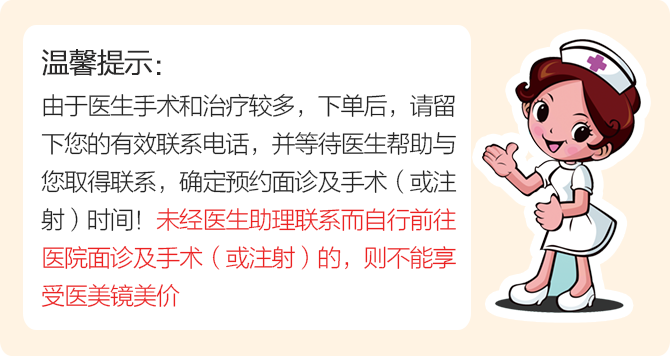 温馨提示：
由于医生手术和治疗较多，下单后，请留
下您的有效联系电话，并等待医生帮助与
您取得联系，确定预约面诊及手术（或注
射）时间！未经医生助理联系而自行前往
医院面诊及手术（或注射）的，则不能享
受医美镜美价